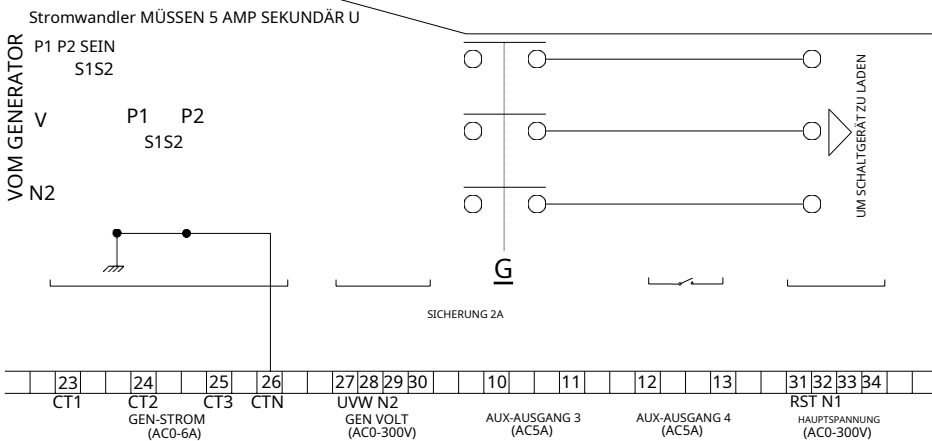 Stromwandler MÜSSEN 5 AMP SEKUNDÄR U
P1 P2 SEIN
S1S2
VOM GENERATOR
V
P1 P2
S1S2
N2
UM SCHALTGERÄT ZU LADEN
G
SICHERUNG 2A
23 24 25 26 27 28 29 30 10 11 12 13 31 32 33 34
CT1 CT2 CT3 CTN UVW N2 RST N1
GEN-STROM
(AC0-6A)
GEN VOLT
(AC0-300V)
AUX-AUSGANG 3
(AC5A)
AUX-AUSGANG 4
(AC5A)
HAUPTSPANNUNG
(AC0-300V)